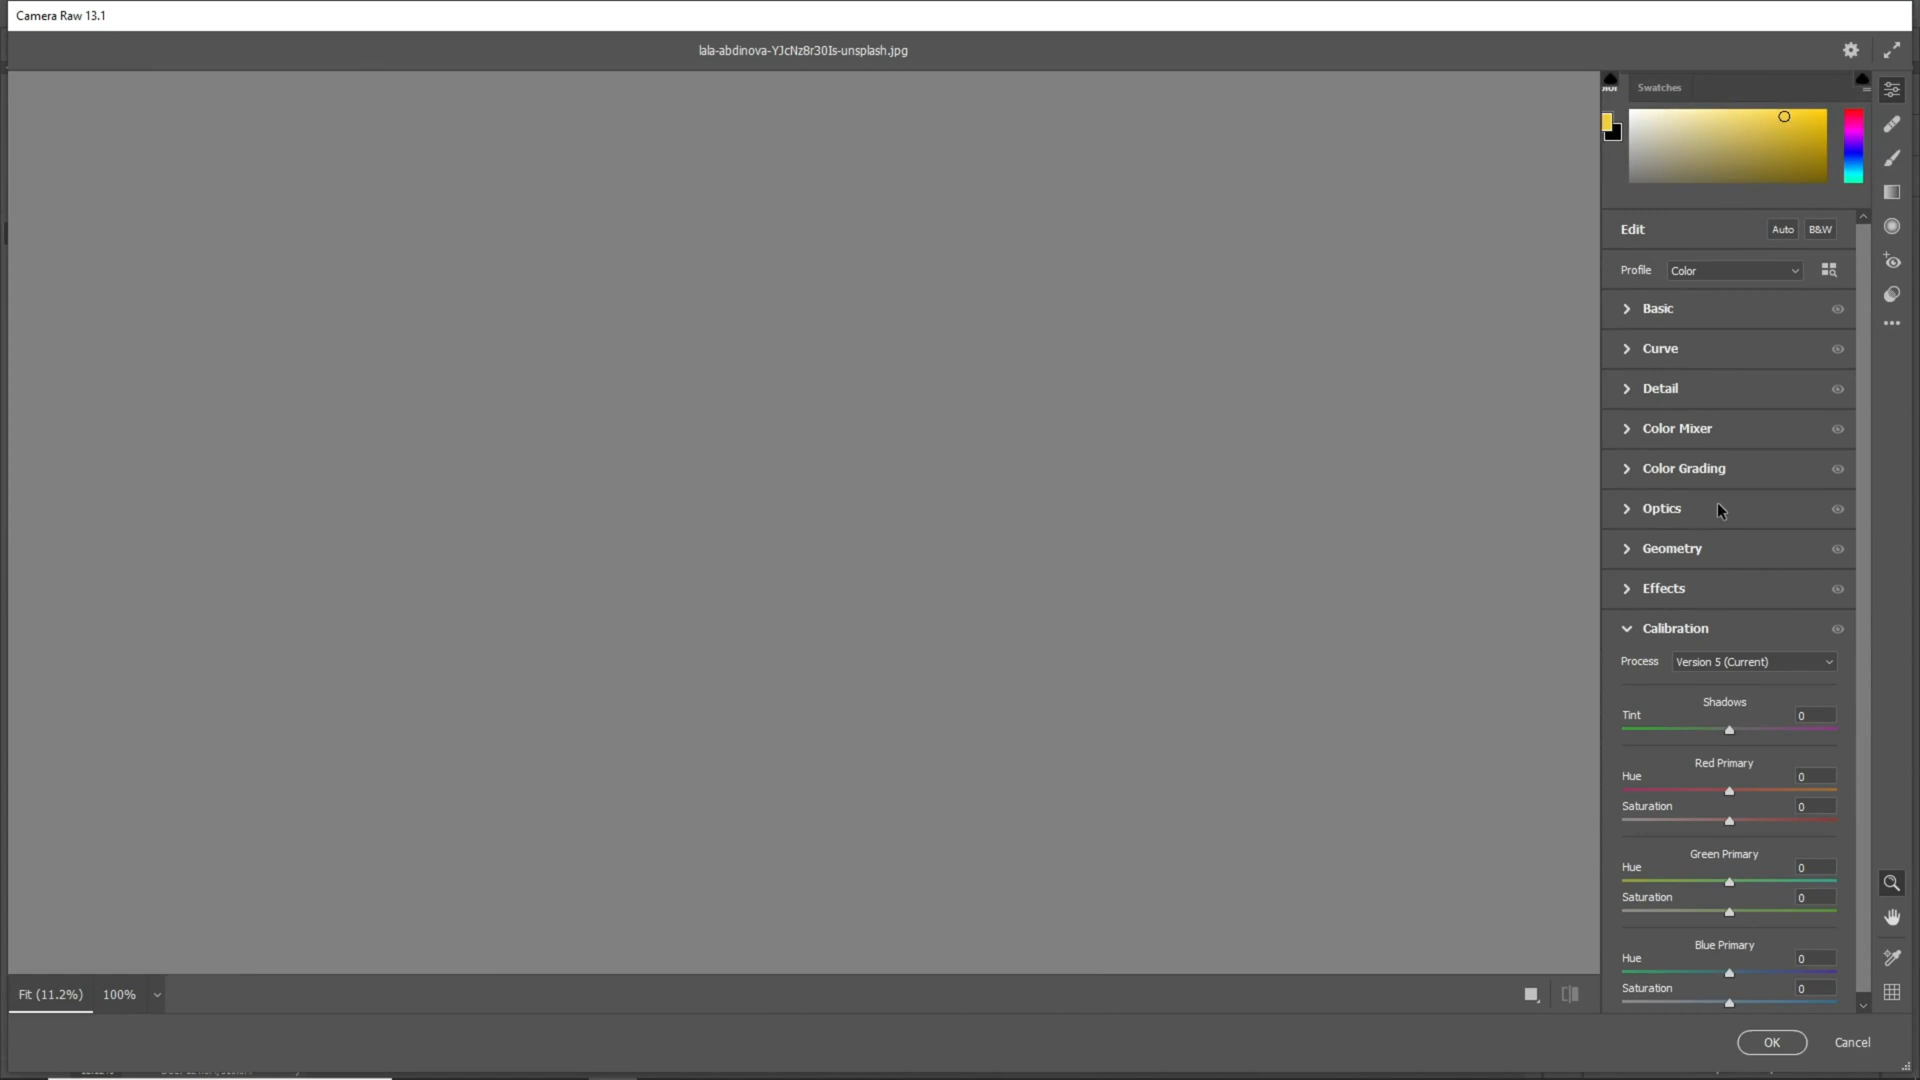 Camera Raw 13.1
lala-abdinova-YJcNz8r30Is-unsplash.jpg
Swatches
Edit Auto B&W
Profile Color
Basic
Curve
Detail
Color Mixer
Color Grading
Optics
Geometry
Effects
Calibration
Process Version 5 (Current)
Shadows
Tint 0
Red Primary
Hue 0
Saturation 0
Green Primary
Hue 0
Saturation 0
Blue Primary
Hue 0
Saturation 0
Fit (11.2%) 100%
OK Cancel